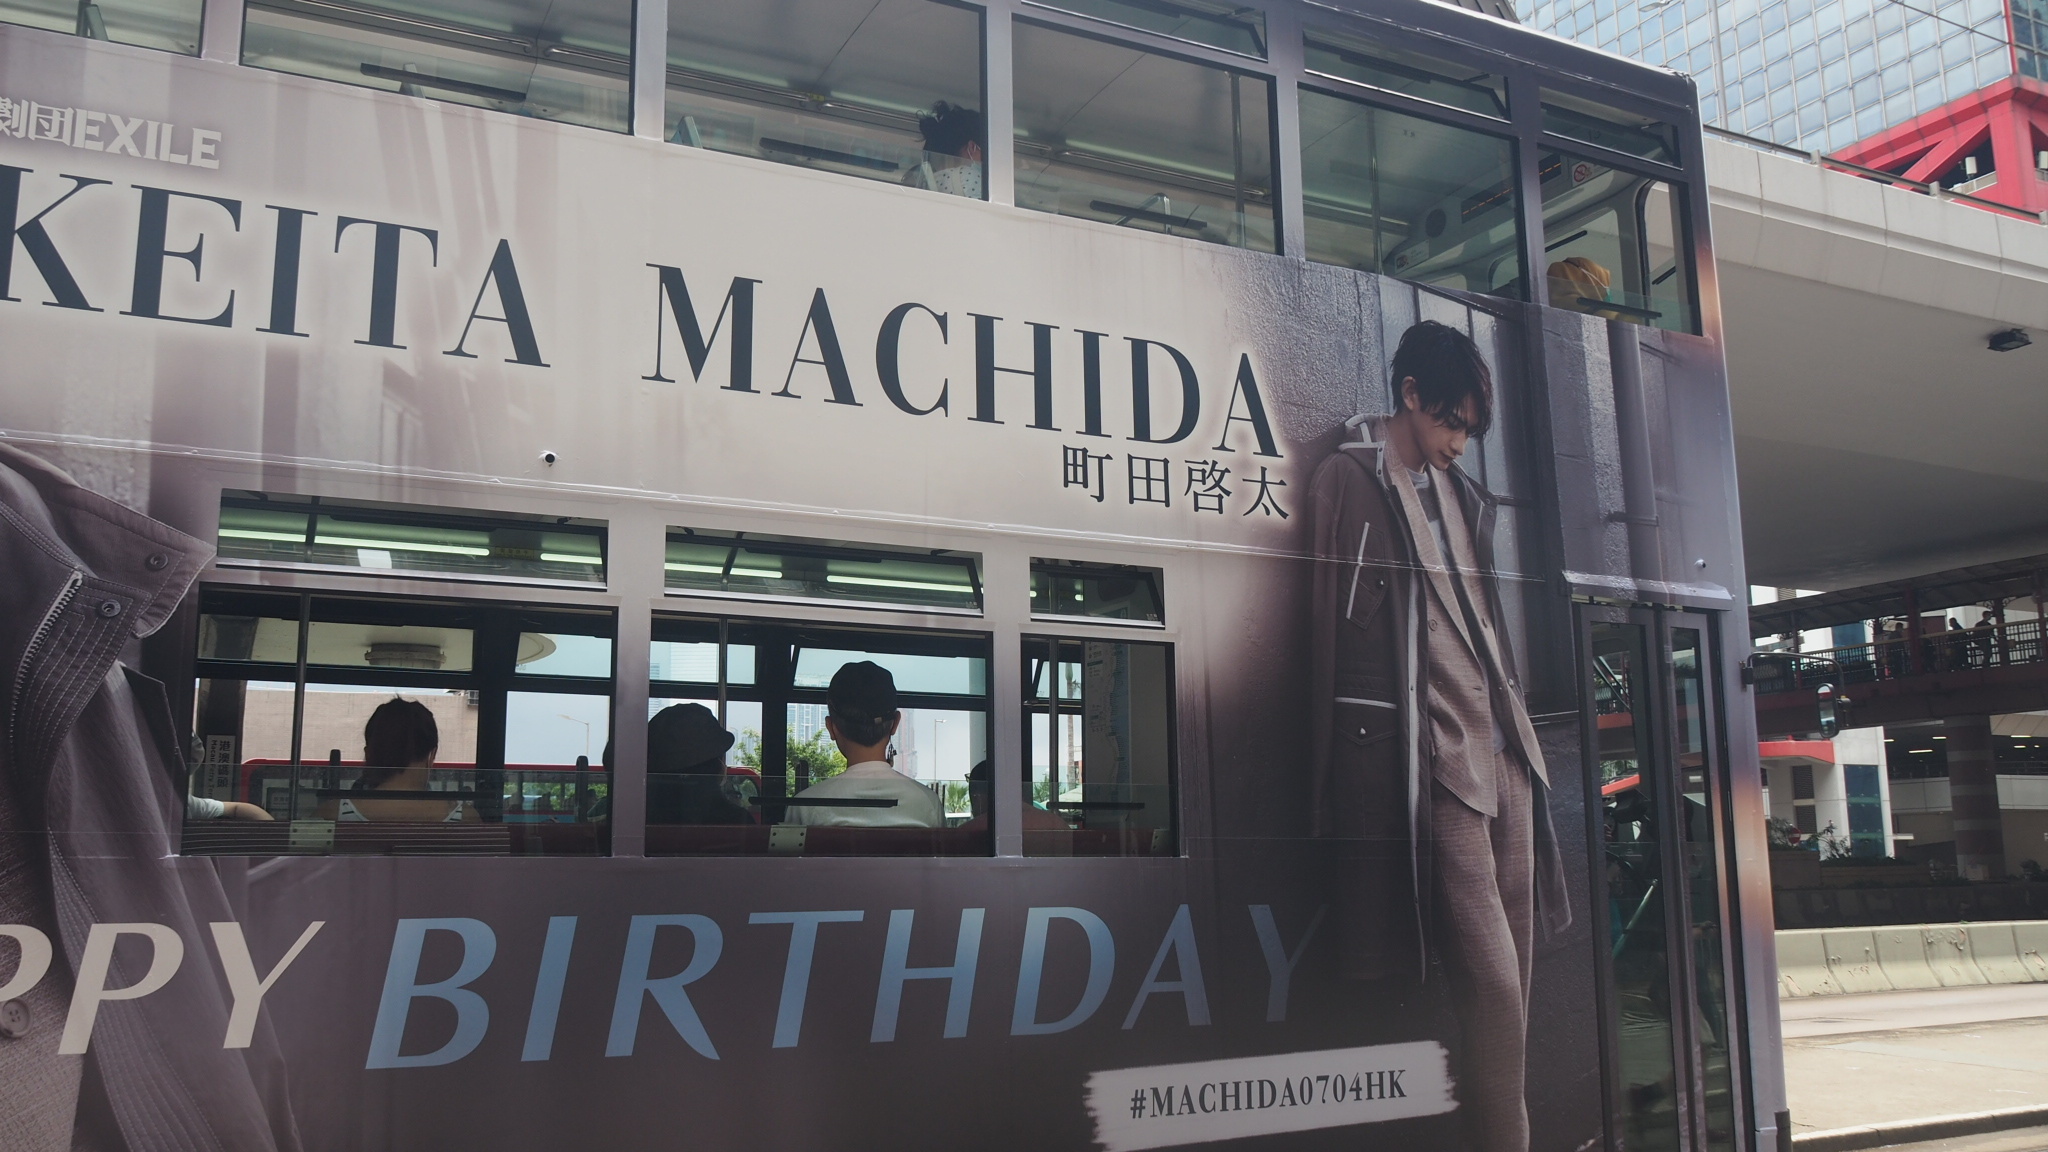 劇団EXILE
KEITA MACHIDA
町田啓太
PPY BIRTHDAY
#MACHIDA0704HK